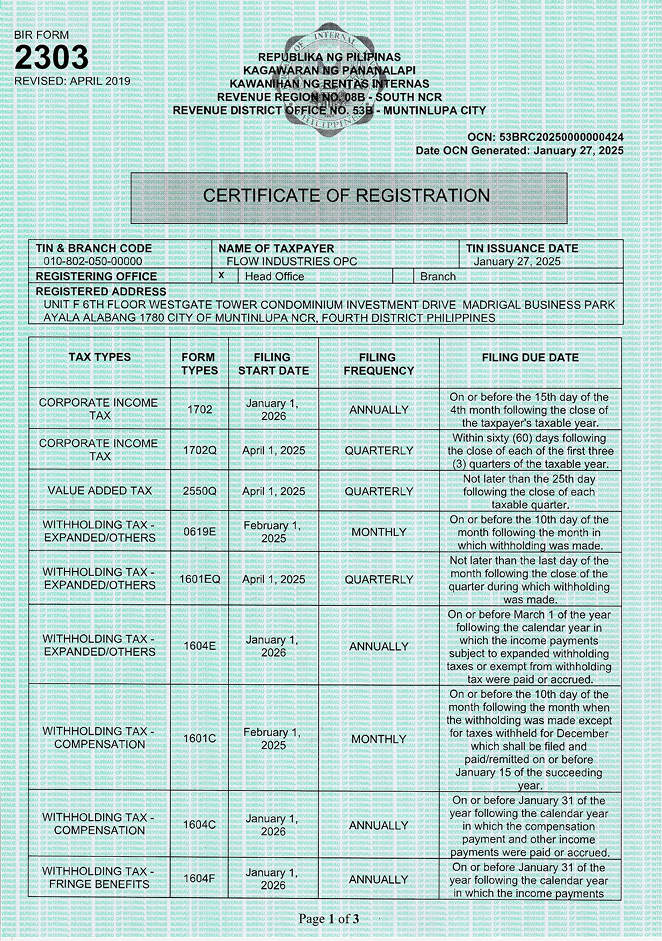 BIR FORM
2303
REVISED: APRIL 2019
REPUBLIKA NG PILIPINAS
KAGAWARAN NG PANANALAPI
KAWANIHAN NG RENTAS INTERNAS
REVENUE REGION NO. 08B - SOUTH NCR
REVENUE DISTRICT OFFICE NO. 53B - MUNTINLUPA CITY
OCN: 53BRC20250000000424
Date OCN Generated: January 27, 2025
CERTIFICATE OF REGISTRATION
TIN & BRANCH CODE NAME OF TAXPAYER TIN ISSUANCE DATE
010-802-050-00000 FLOW INDUSTRIES OPC January 27, 2025
REGISTERING OFFICE x Head Office Branch
REGISTERED ADDRESS
UNIT F 6TH FLOOR WESTGATE TOWER CONDOMINIUM INVESTMENT DRIVE MADRIGAL BUSINESS PARK
AYALA ALABANG 1780 CITY OF MUNTINLUPA NCR, FOURTH DISTRICT PHILIPPINES
TAX TYPES
FORM
TYPES
FILING
START DATE
FILING
FREQUENCY
FILING DUE DATE
CORPORATE INCOME
TAX
1702
January 1,
2026
ANNUALLY
On or before the 15th day of the
4th month following the close of
the taxpayer's taxable year.
CORPORATE INCOME
TAX
1702Q
April 1, 2025
QUARTERLY
Within sixty (60) days following
the close of each of the first three
(3) quarters of the taxable year.
VALUE ADDED TAX
2550Q
April 1, 2025
QUARTERLY
Not later than the 25th day
following the close of each
taxable quarter.
WITHHOLDING TAX -
EXPANDED/OTHERS
0619E
February 1,
2025
MONTHLY
On or before the 10th day of the
month following the month in
which withholding was made.
WITHHOLDING TAX -
EXPANDED/OTHERS
1601EQ
April 1, 2025
QUARTERLY
Not later than the last day of the
month following the close of the
quarter during which withholding
was made.
WITHHOLDING TAX -
EXPANDED/OTHERS
1604E
January 1,
2026
ANNUALLY
On or before March 1 of the year
following the calendar year in
which the income payments
subject to expanded withholding
taxes or exempt from withholding
tax were paid or accrued.
WITHHOLDING TAX -
COMPENSATION
1601C
February 1,
2025
MONTHLY
On or before the 10th day of the
month following the month when
the withholding was made except
for taxes withheld for December
which shall be filed and
paid/remitted on or before
January 15 of the succeeding
year.
WITHHOLDING TAX -
COMPENSATION
1604C
January 1,
2026
ANNUALLY
On or before January 31 of the
year following the calendar year
in which the compensation
payment and other income
payments were paid or accrued.
WITHHOLDING TAX -
FRINGE BENEFITS
1604F
January 1,
2026
ANNUALLY
On or before January 31 of the
year following the calendar year
in which the income payments
Page 1 of 3